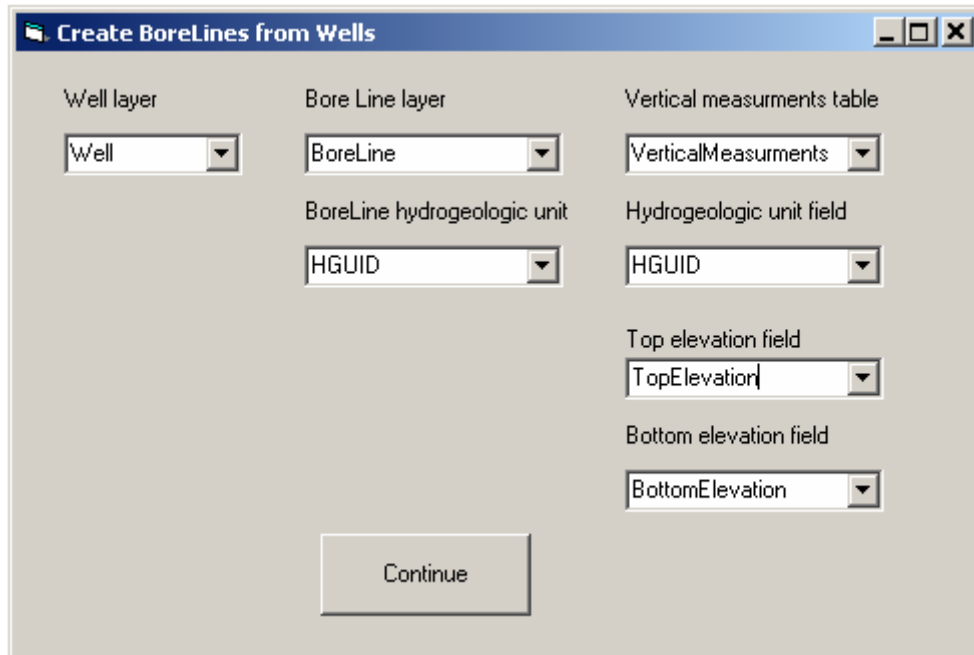 Create BoreLines from Wells
Well layer
Bore Line layer
Vertical measurments table
Well
BoreLine
VerticalMeasurments
BoreLine hydrogeologic unit
Hydrogeologic unit field
HGUID
HGUID
Top elevation field
TopElevation
Bottom elevation field
BottomElevation
Continue